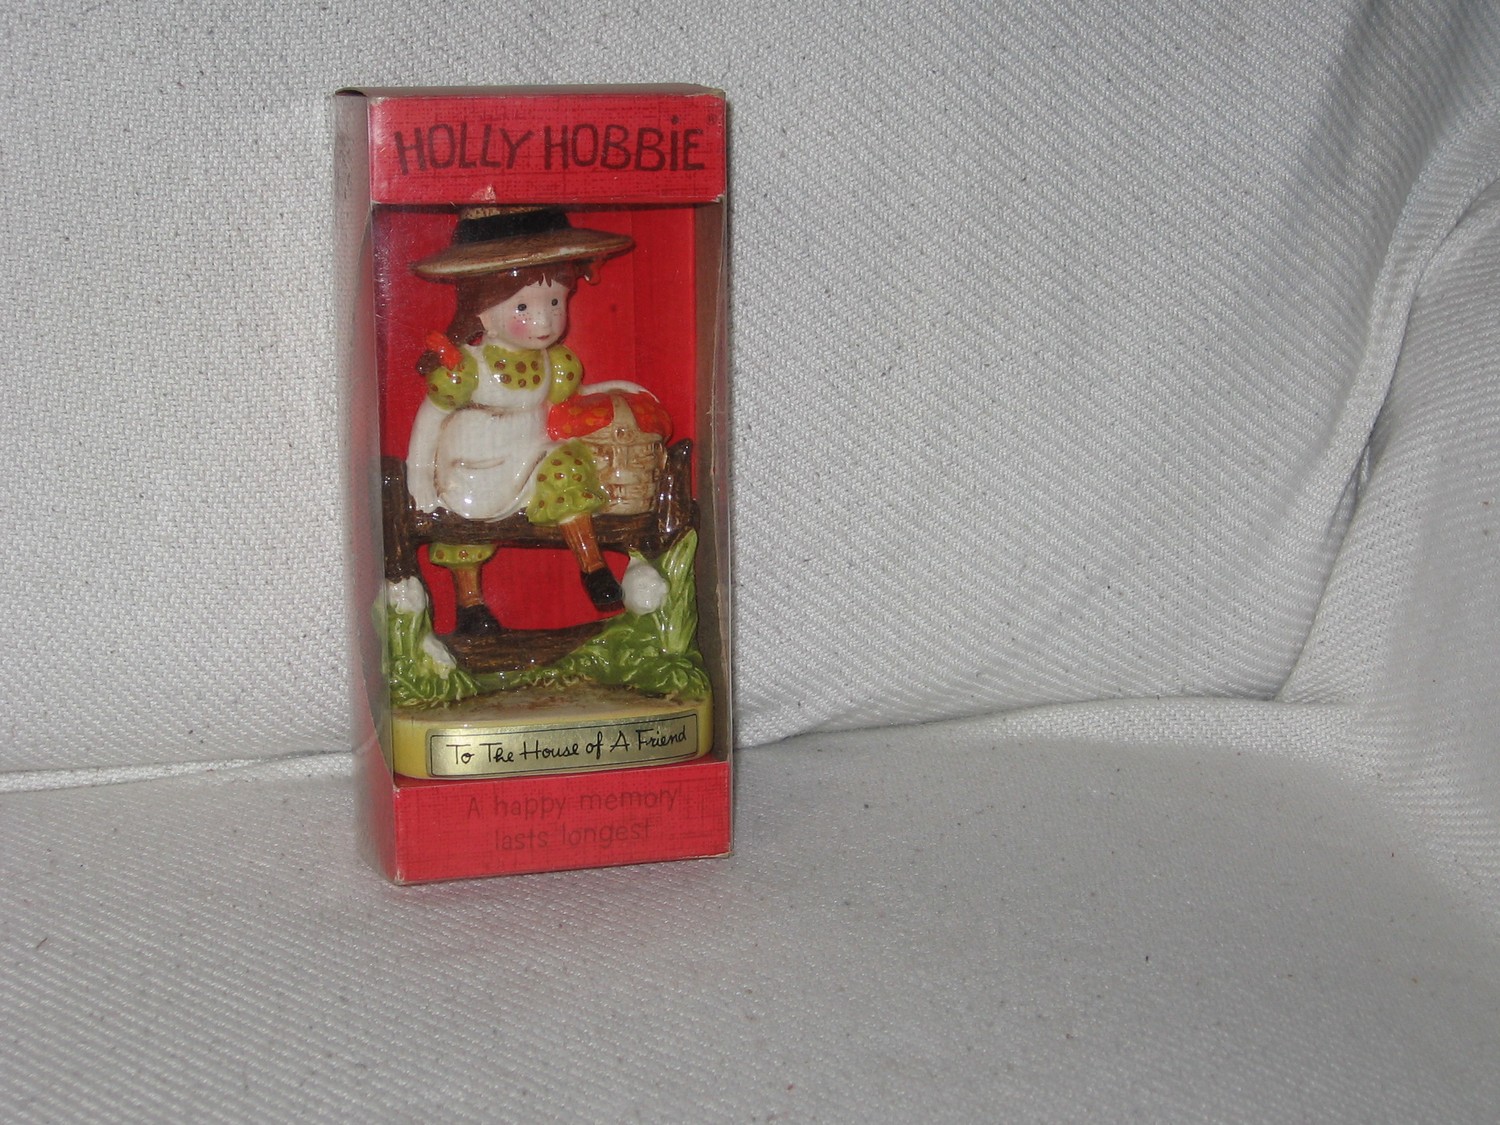 HOLLY HOBBiE®
To The House of A Friend
A happy memory
lasts longest